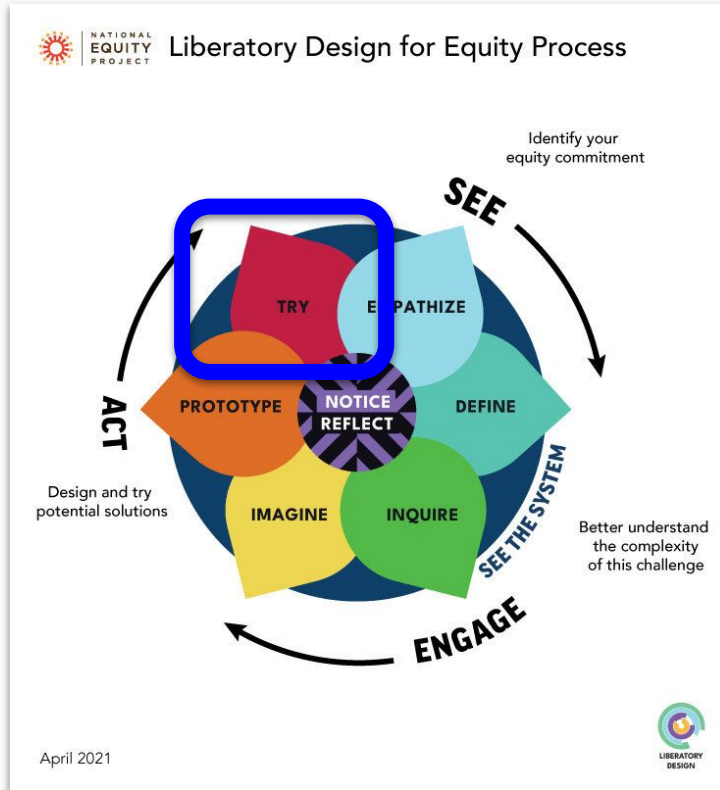 NATIONAL
EQUITY
PROJECT
Liberatory Design for Equity Process
Identify your
equity commitment
SEE
TRY
E PATHIZE
NOTICE
REFLECT
PROTOTYPE
DEFINE
ACT
Design and try
potential solutions
IMAGINE
INQUIRE
SEE THE SYSTEM
Better understand
the complexity
of this challenge
ENGAGE
April 2021
LIBERATORY
DESIGN